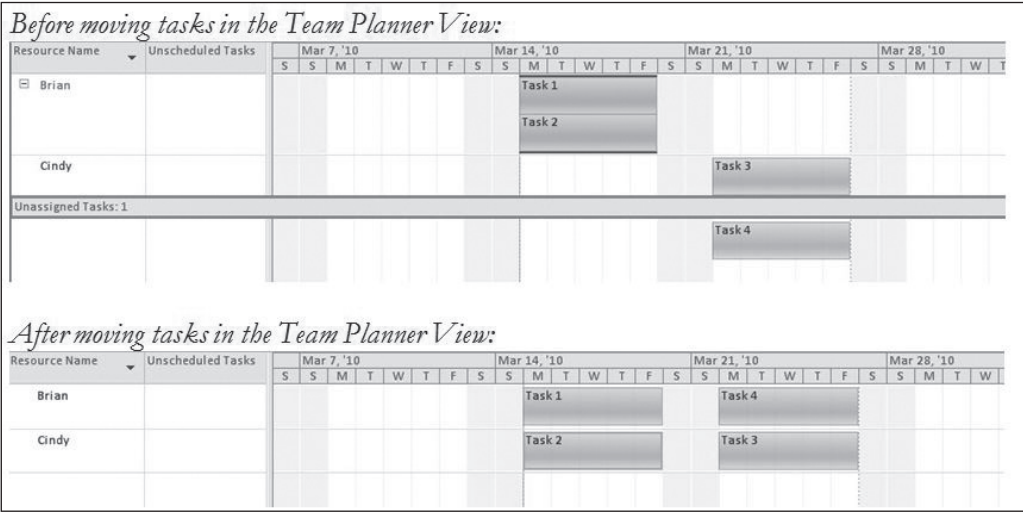 Before moving tasks in the Team Planner View:
Resource Name Unscheduled Tasks Mar 7, '10 Mar 14, '10 Mar 21, '10 Mar 28, '10
S S M T W T F S S M T W T F S S M T W T F S S M T W T
Brian Task 1
Task 2
Cindy Task 3
Unassigned Tasks: 1
Task 4
After moving tasks in the Team Planner View:
Resource Name Unscheduled Tasks Mar 7, '10 Mar 14, '10 Mar 21, '10 Mar 28, '10
S S M T W T F S S M T W T F S S M T W T F S S M T W
Brian Task 1 Task 4
Cindy Task 2 Task 3